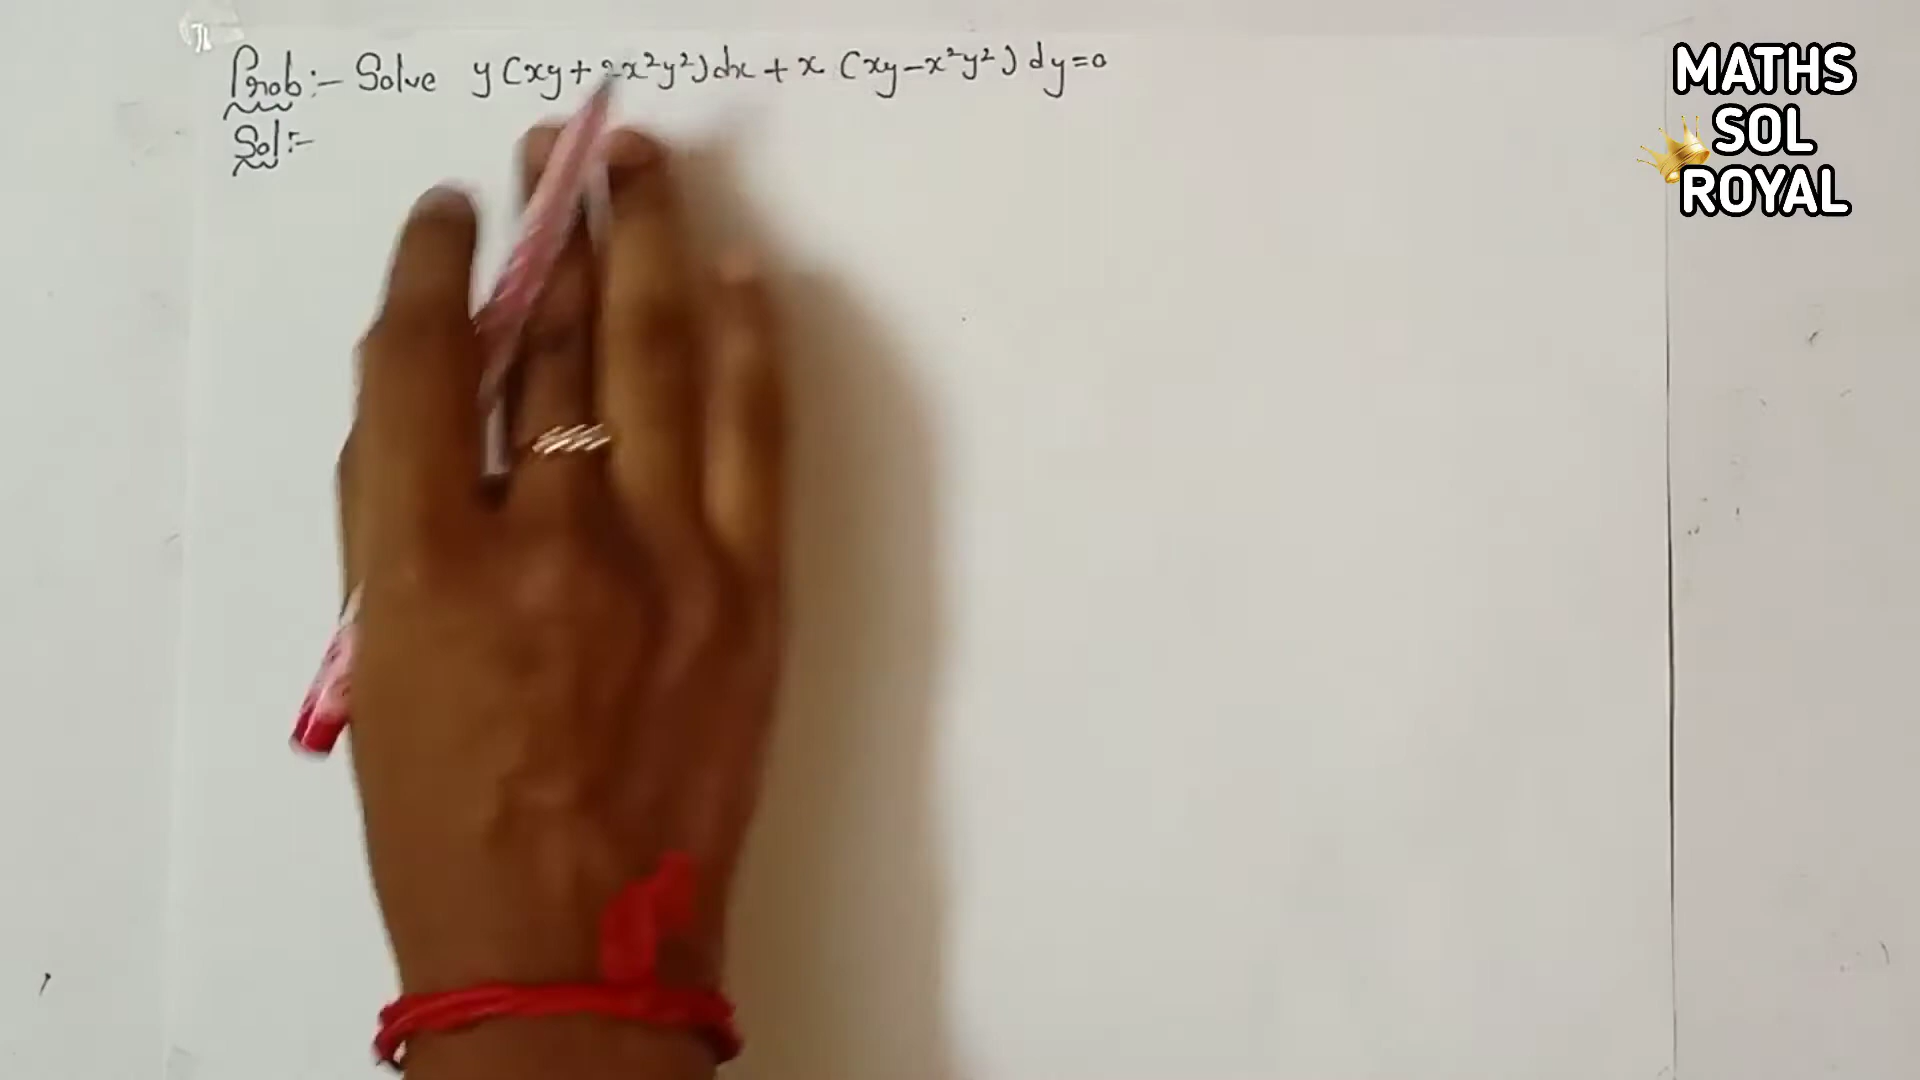 Prob:- Solve y(xy+2x²y²)dx + x (xy-x²y²) dy=0
Sol:-
MATHS
SOL
ROYAL